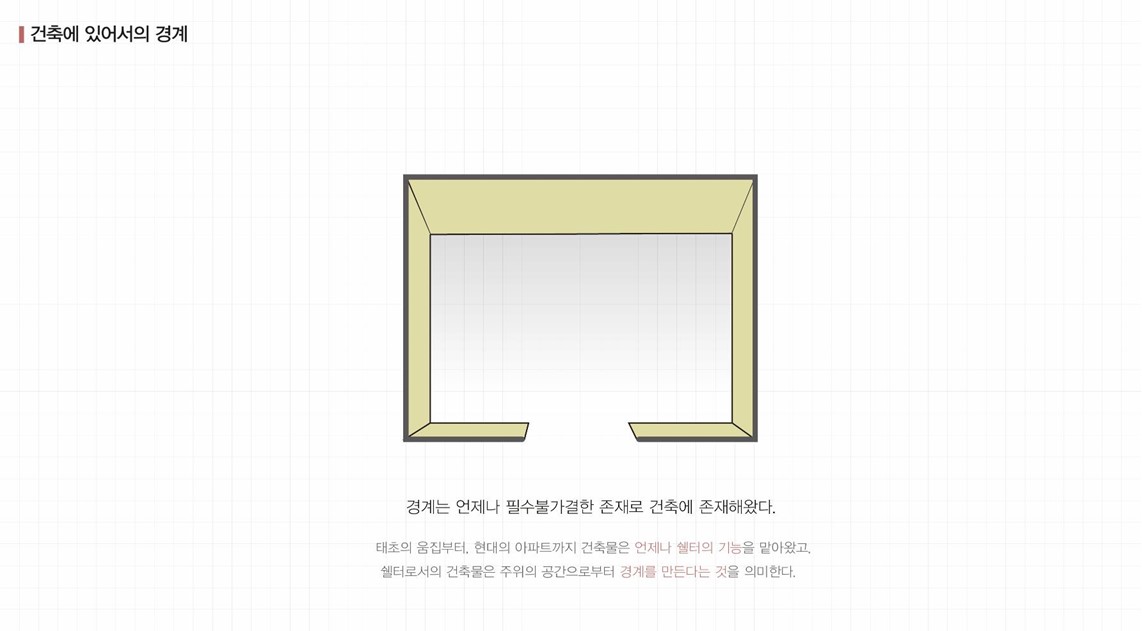 건축에 있어서의 경계
경계는 언제나 필수불가결한 존재로 건축에 존재해왔다.
태초의 움집부터, 현대의 아파트까지 건축물은 언제나 쉘터의 기능을 맡아왔고,
쉘터로서의 건축물은 주위의 공간으로부터 경계를 만든다는 것을 의미한다.